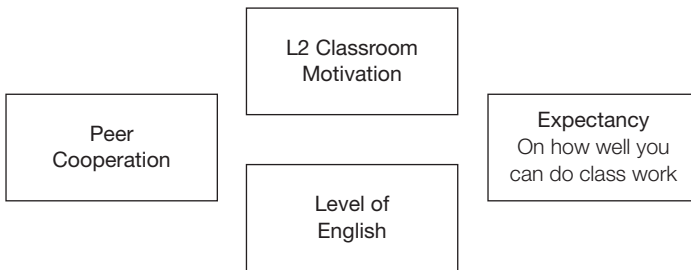 L2 Classroom
Motivation
Peer
Cooperation
Expectancy
On how well you
can do class work
Level of
English